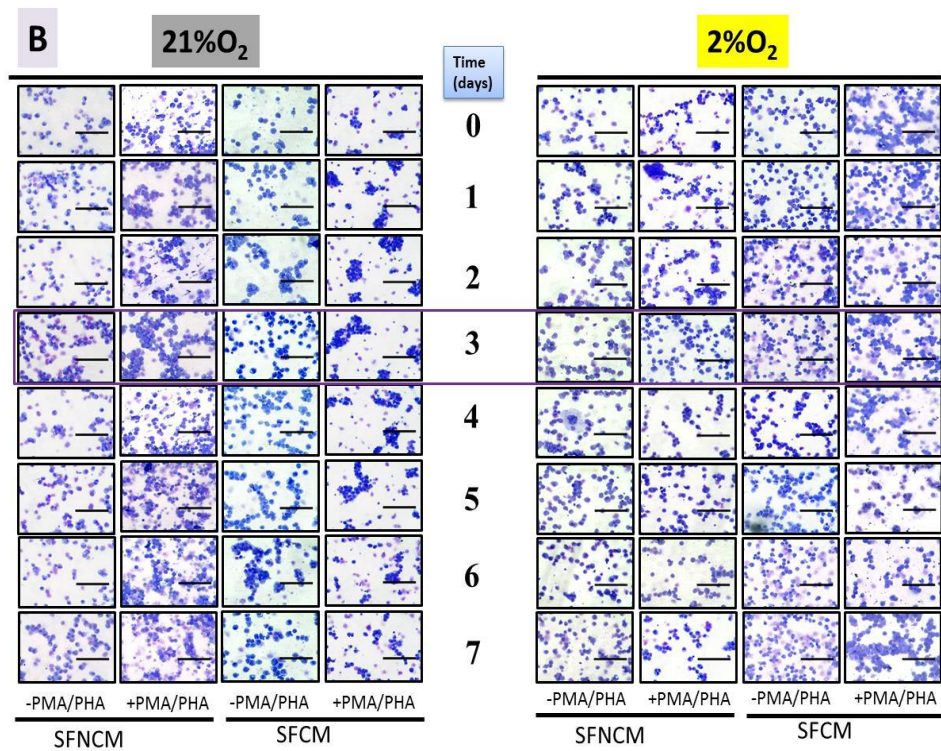 B
21%O₂
2%O₂
Time
(days)
0
1
2
3
4
5
6
7
-PMA/PHA +PMA/PHA -PMA/PHA +PMA/PHA
SFNCM SFCM
-PMA/PHA +PMA/PHA -PMA/PHA +PMA/PHA
SFNCM SFCM